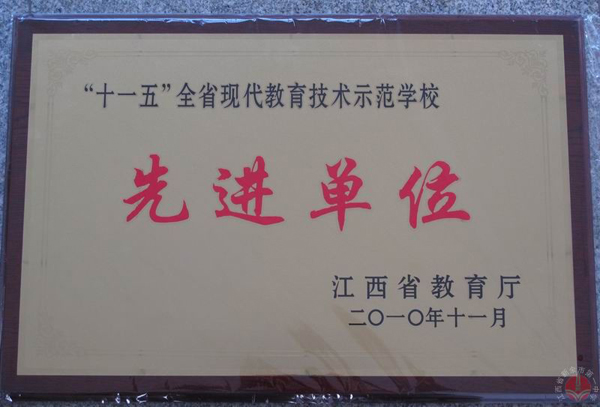 “十一五”全省现代教育技术示范学校
先进单位
江西省教育厅
二〇一〇年十一月